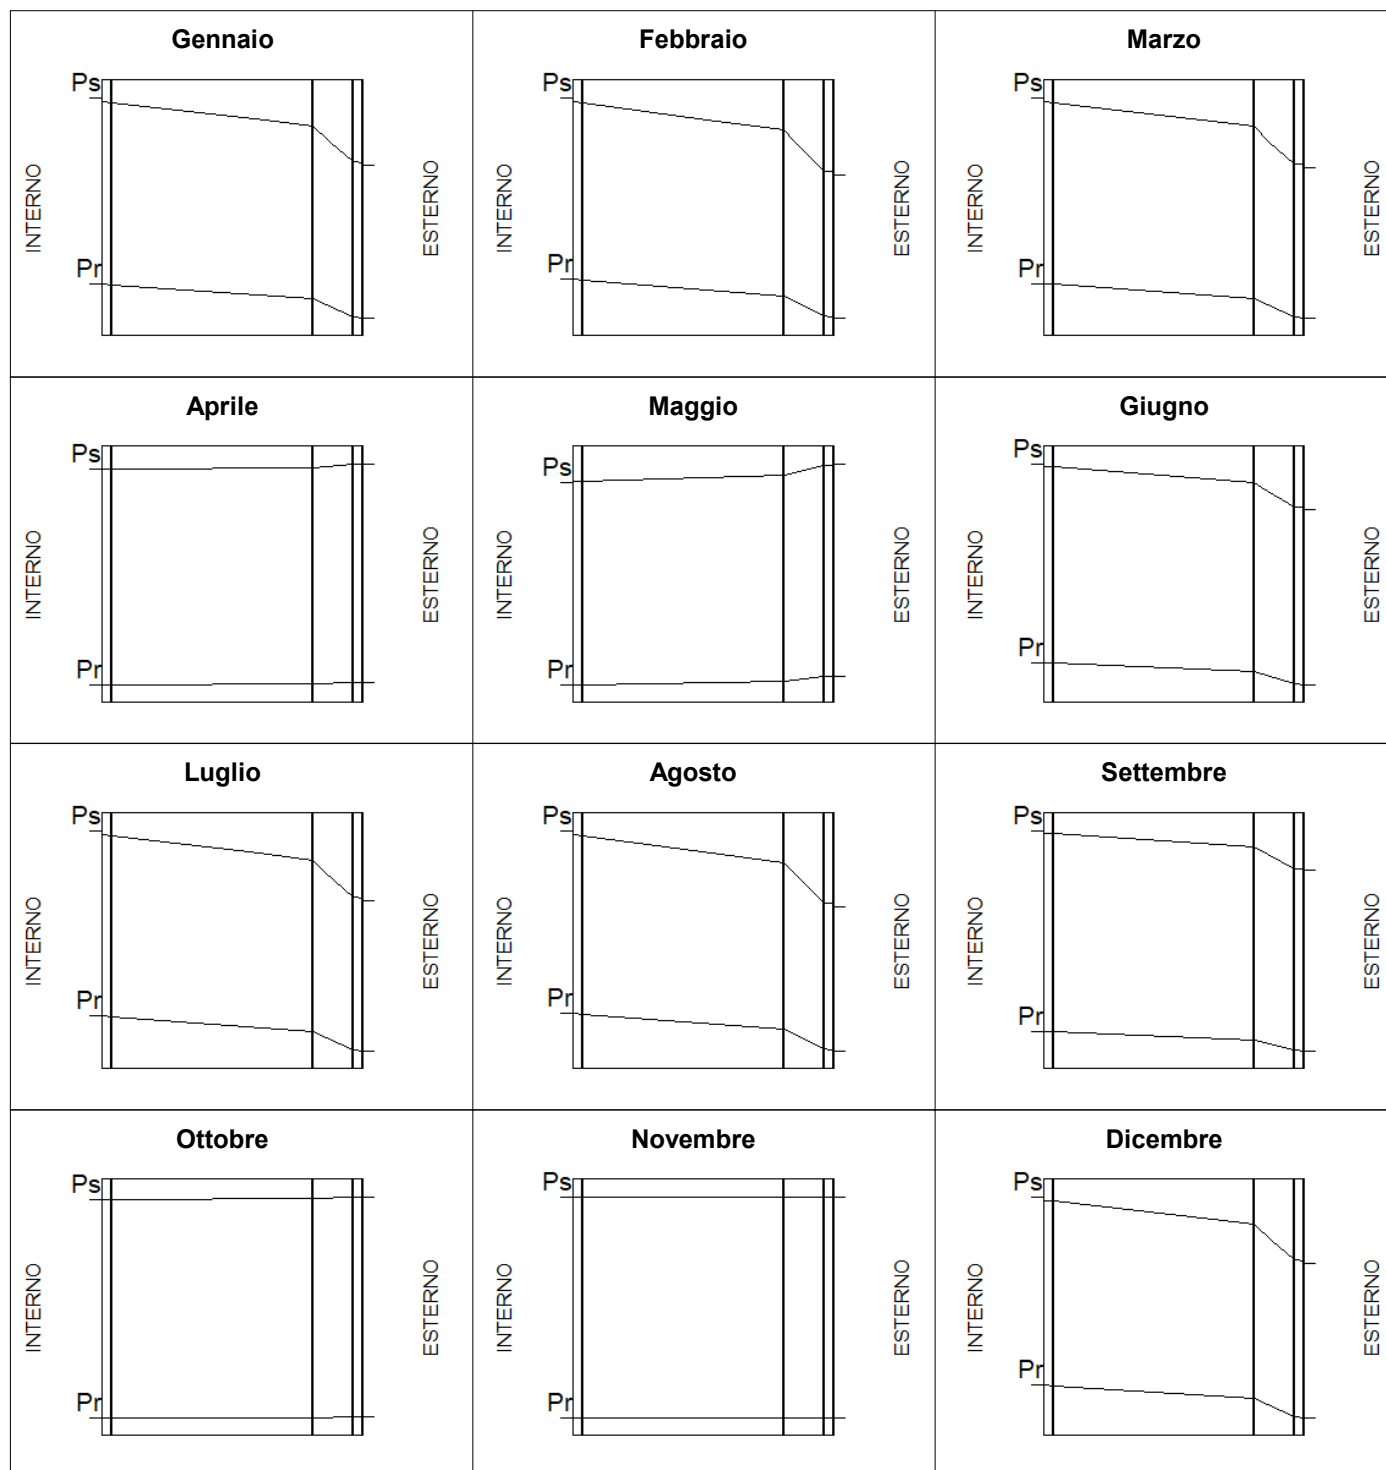 Gennaio
Ps
Pr
INTERNO
ESTERNO
Febbraio
Ps
Pr
INTERNO
ESTERNO
Marzo
Ps
Pr
INTERNO
ESTERNO
Aprile
Ps
Pr
INTERNO
ESTERNO
Maggio
Ps
Pr
INTERNO
ESTERNO
Giugno
Ps
Pr
INTERNO
ESTERNO
Luglio
Ps
Pr
INTERNO
ESTERNO
Agosto
Ps
Pr
INTERNO
ESTERNO
Settembre
Ps
Pr
INTERNO
ESTERNO
Ottobre
Ps
Pr
INTERNO
ESTERNO
Novembre
Ps
Pr
INTERNO
ESTERNO
Dicembre
Ps
Pr
INTERNO
ESTERNO